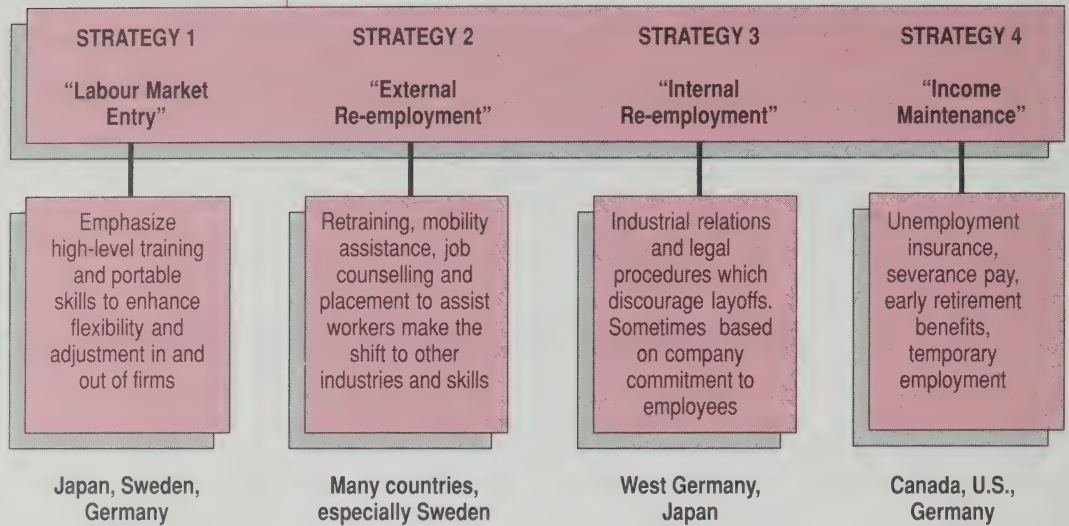 STRATEGY 1
“Labour Market
Entry”
STRATEGY 2
“External
Re-employment”
STRATEGY 3
“Internal
Re-employment”
STRATEGY 4
“Income
Maintenance”
Emphasize
high-level training
and portable
skills to enhance
flexibility and
adjustment in and
out of firms
Retraining, mobility
assistance, job
counselling and
placement to assist
workers make the
shift to other
industries and skills
Industrial relations
and legal
procedures which
discourage layoffs.
Sometimes based
on company
commitment to
employees
Unemployment
insurance,
severance pay,
early retirement
benefits,
temporary
employment
Japan, Sweden,
Germany
Many countries,
especially Sweden
West Germany,
Japan
Canada, U.S.,
Germany